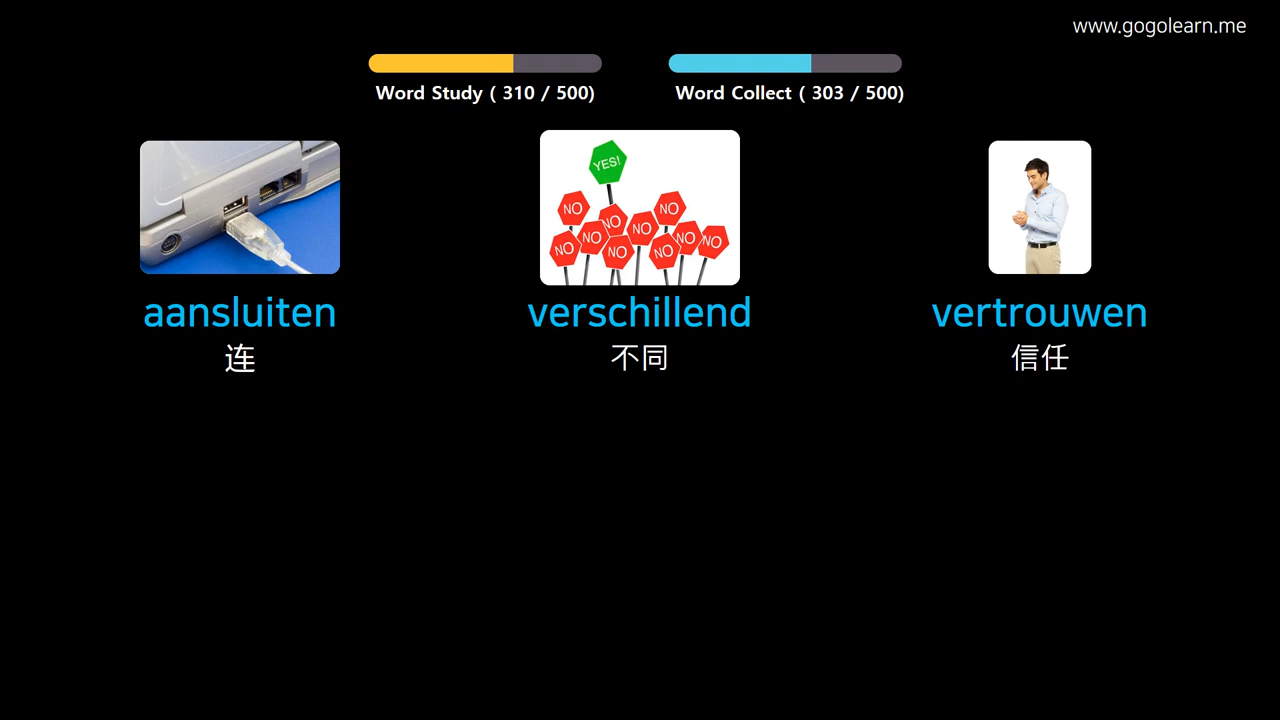 www.gogolearn.me
Word Study ( 310 / 500)
Word Collect ( 303 / 500)
YES!
NO
NO
NO
NO
NO
NO
NO
NO
NO
NO
aansluiten
verschillend
vertrouwen
连
不同
信任